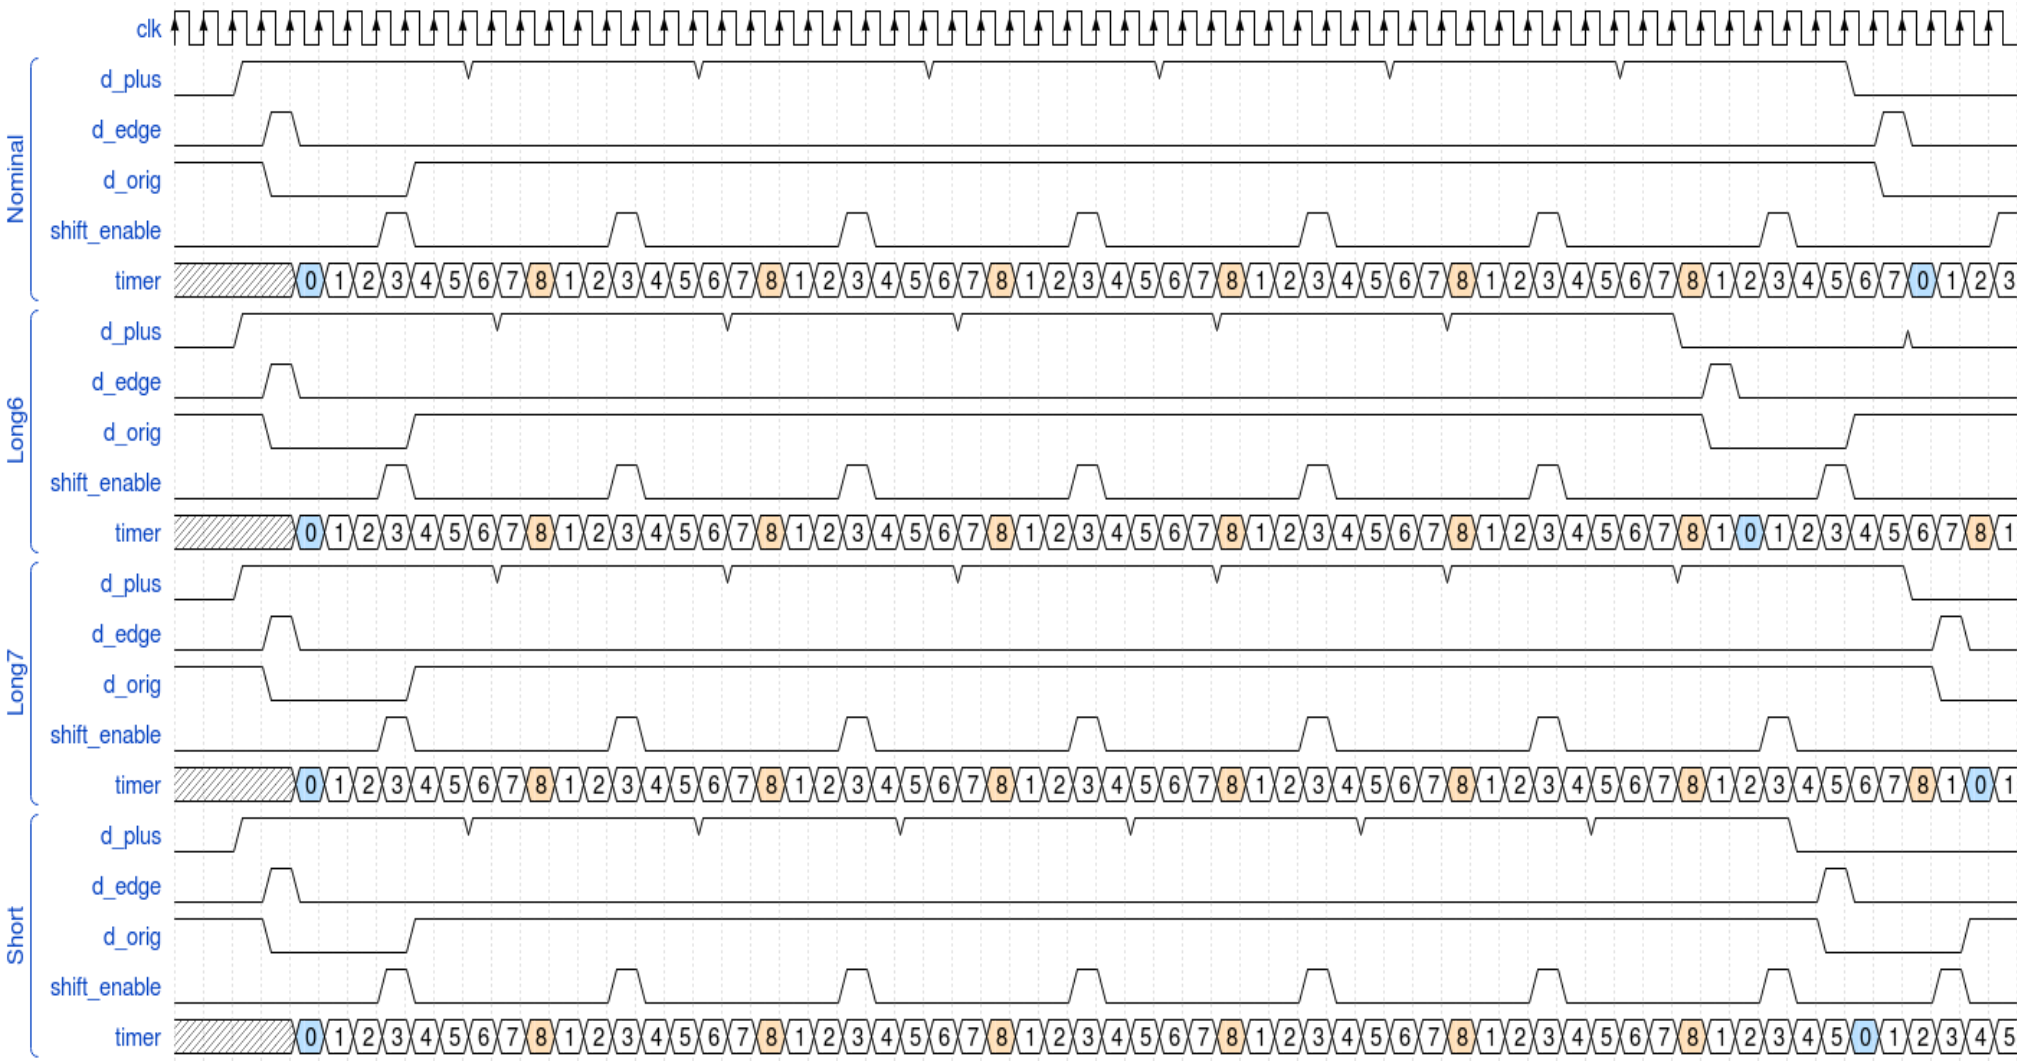 clk
Nominal
d_plus
d_edge
d_orig
shift_enable
timer 0 1 2 3 4 5 6 7 8 1 2 3 4 5 6 7 8 1 2 3 4 5 6 7 8 1 2 3 4 5 6 7 8 1 2 3 4 5 6 7 8 1 2 3 4 5 6 7 8 1 2 3 4 5 6 7 0 1 2 3
Long6
d_plus
d_edge
d_orig
shift_enable
timer 0 1 2 3 4 5 6 7 8 1 2 3 4 5 6 7 8 1 2 3 4 5 6 7 8 1 2 3 4 5 6 7 8 1 2 3 4 5 6 7 8 1 2 3 4 5 6 7 8 1 0 1 2 3 4 5 6 7 8 1
Long7
d_plus
d_edge
d_orig
shift_enable
timer 0 1 2 3 4 5 6 7 8 1 2 3 4 5 6 7 8 1 2 3 4 5 6 7 8 1 2 3 4 5 6 7 8 1 2 3 4 5 6 7 8 1 2 3 4 5 6 7 8 1 2 3 4 5 6 7 8 1 0 1
Short
d_plus
d_edge
d_orig
shift_enable
timer 0 1 2 3 4 5 6 7 8 1 2 3 4 5 6 7 8 1 2 3 4 5 6 7 8 1 2 3 4 5 6 7 8 1 2 3 4 5 6 7 8 1 2 3 4 5 6 7 8 1 2 3 4 5 0 1 2 3 4 5